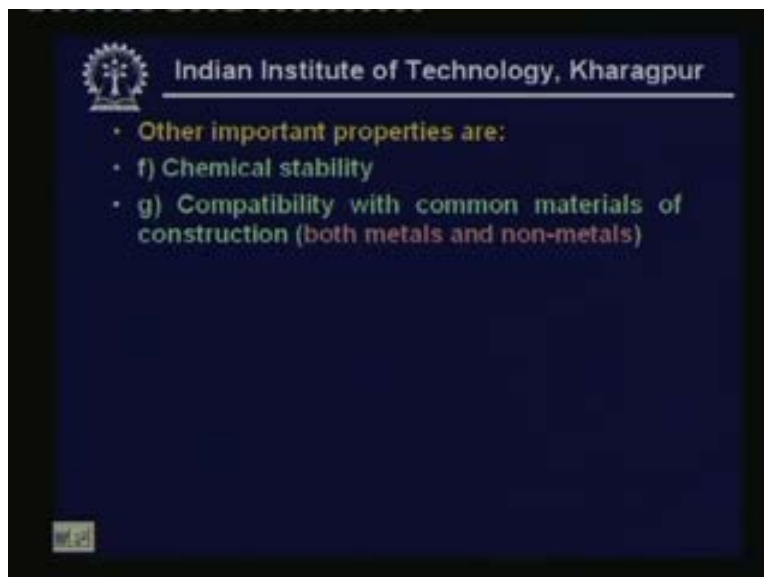 Indian Institute of Technology, Kharagpur
• Other important properties are:
• f) Chemical stability
• g) Compatibility with common materials of
construction (both metals and non-metals)